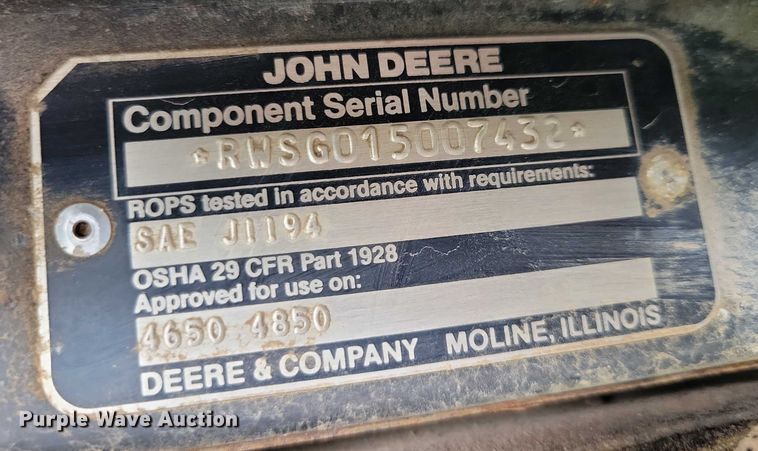 JOHN DEERE
Component Serial Number
*RWSG015007432*
ROPS tested in accordance with requirements:
SAE J1194
OSHA 29 CFR Part 1928
Approved for use on:
4650 4850
DEERE & COMPANY MOLINE, ILLINOIS
Purple Wave Auction